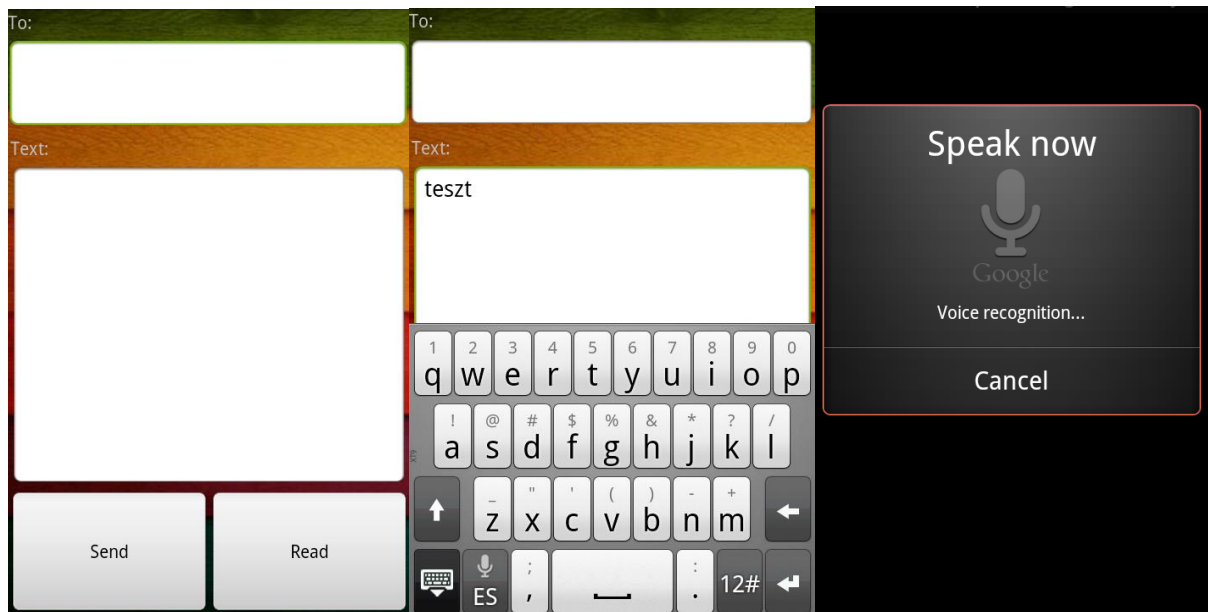 To:
Text:
Send Read
To:
Text:
teszt
1 2 3 4 5 6 7 8 9 0
q w e r t y u i o p
! @ # $ % & * ? /
a s d f g h j k l
_ " ' ( ) - +
z x c v b n m
; :
ES , . 12#
Speak now
Google
Voice recognition...
Cancel